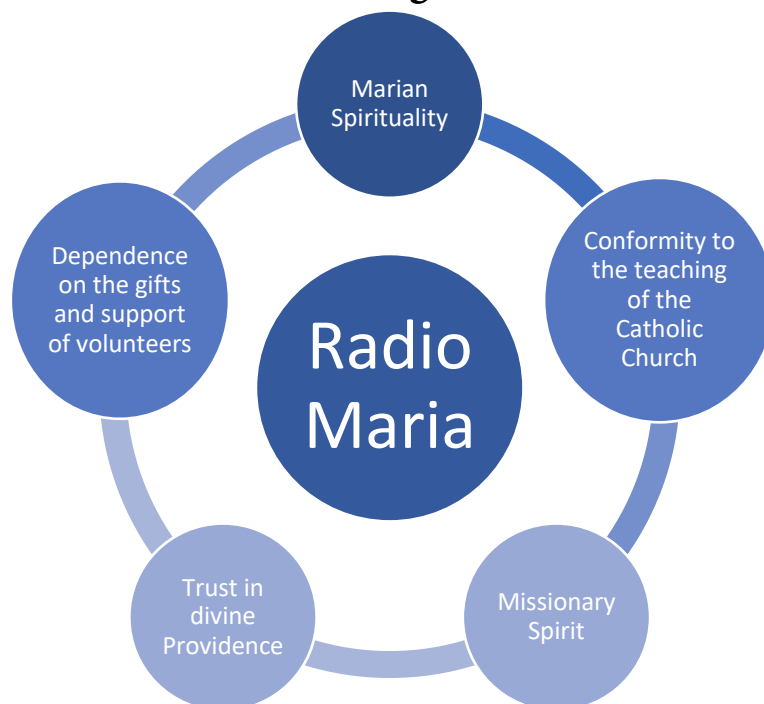 Marian
Spirituality
Conformity to
the teaching
of the
Catholic
Church
Missionary
Spirit
Trust in
divine
Providence
Dependence
on the gifts
and support
of volunteers
Radio
Maria